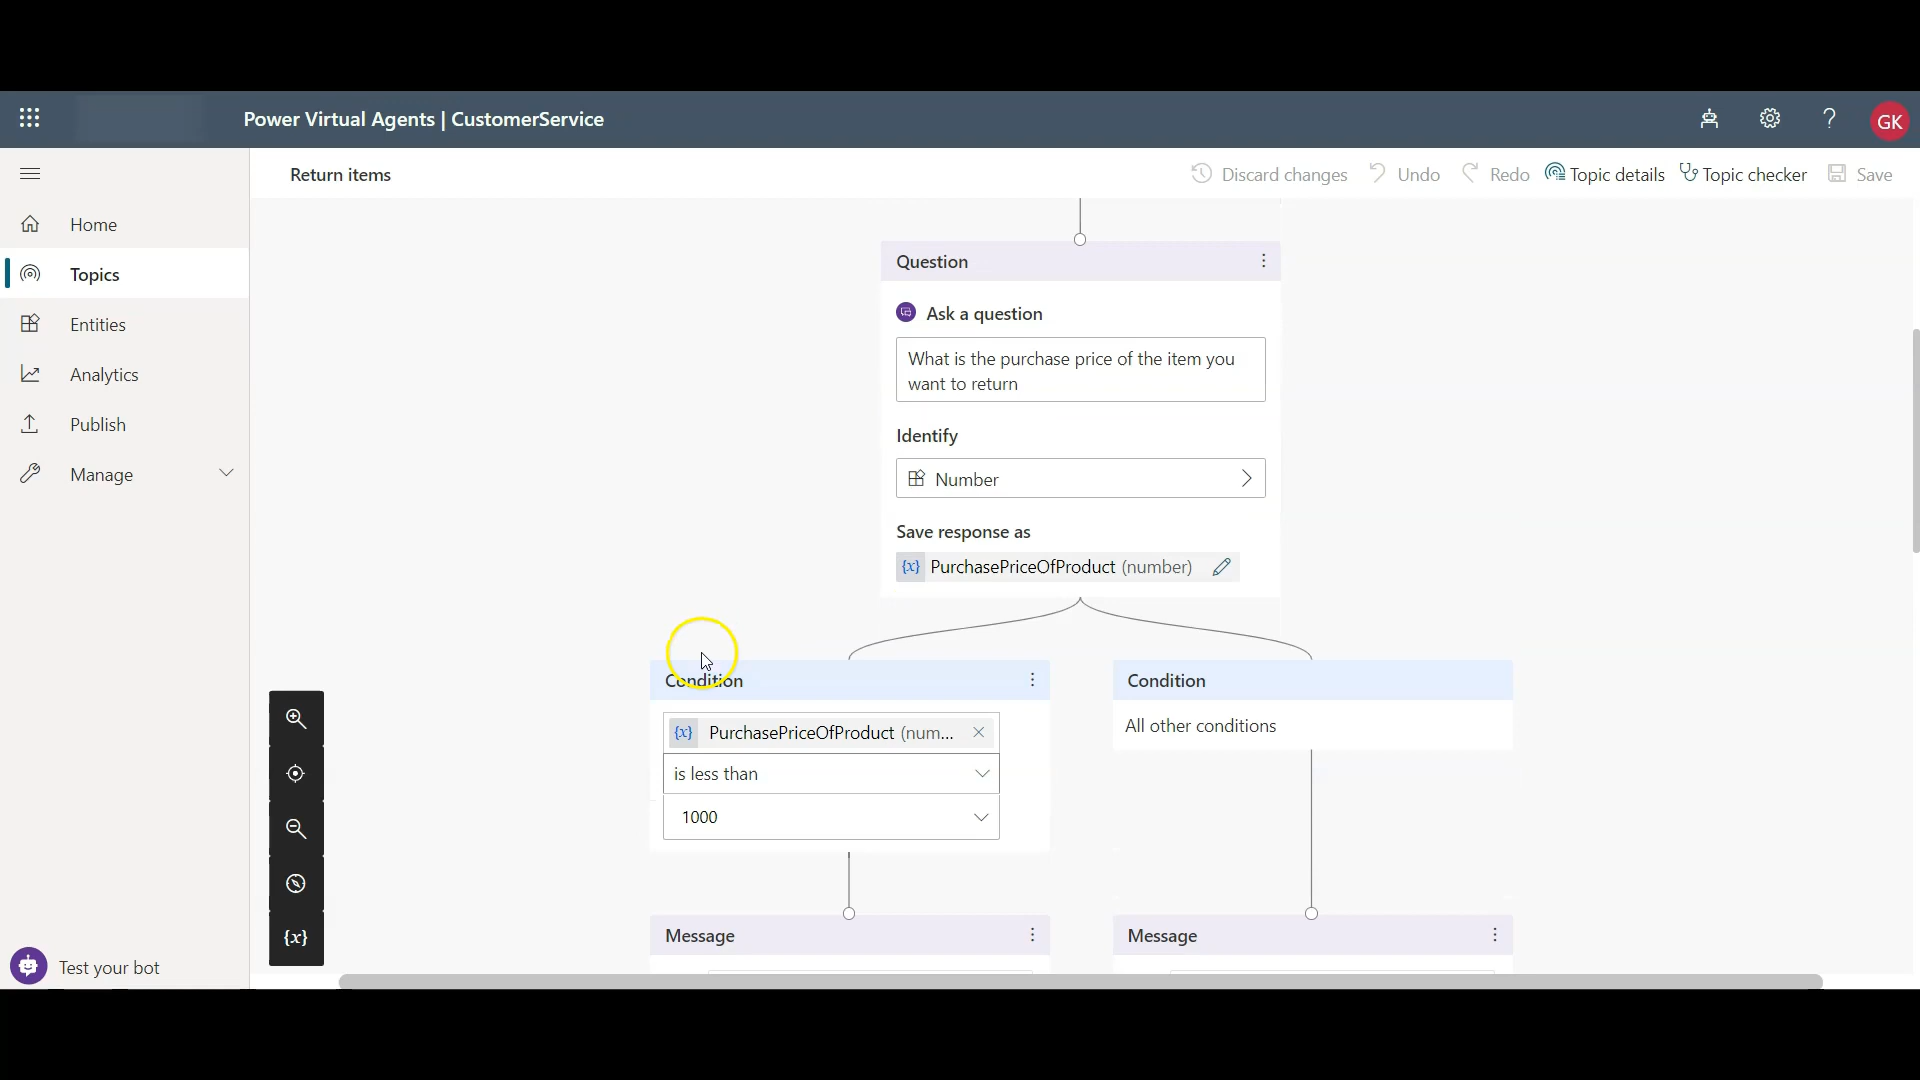 Power Virtual Agents | CustomerService
GK
Return items
Discard changes
Undo
Redo
Topic details
Topic checker
Save
Home
Topics
Entities
Analytics
Publish
Manage
Question
Ask a question
What is the purchase price of the item you
want to return
Identify
Number
Save response as
{x} PurchasePriceOfProduct (number)
Condition
{x} PurchasePriceOfProduct (num...
is less than
1000
Condition
All other conditions
Message
Message
{x}
Test your bot